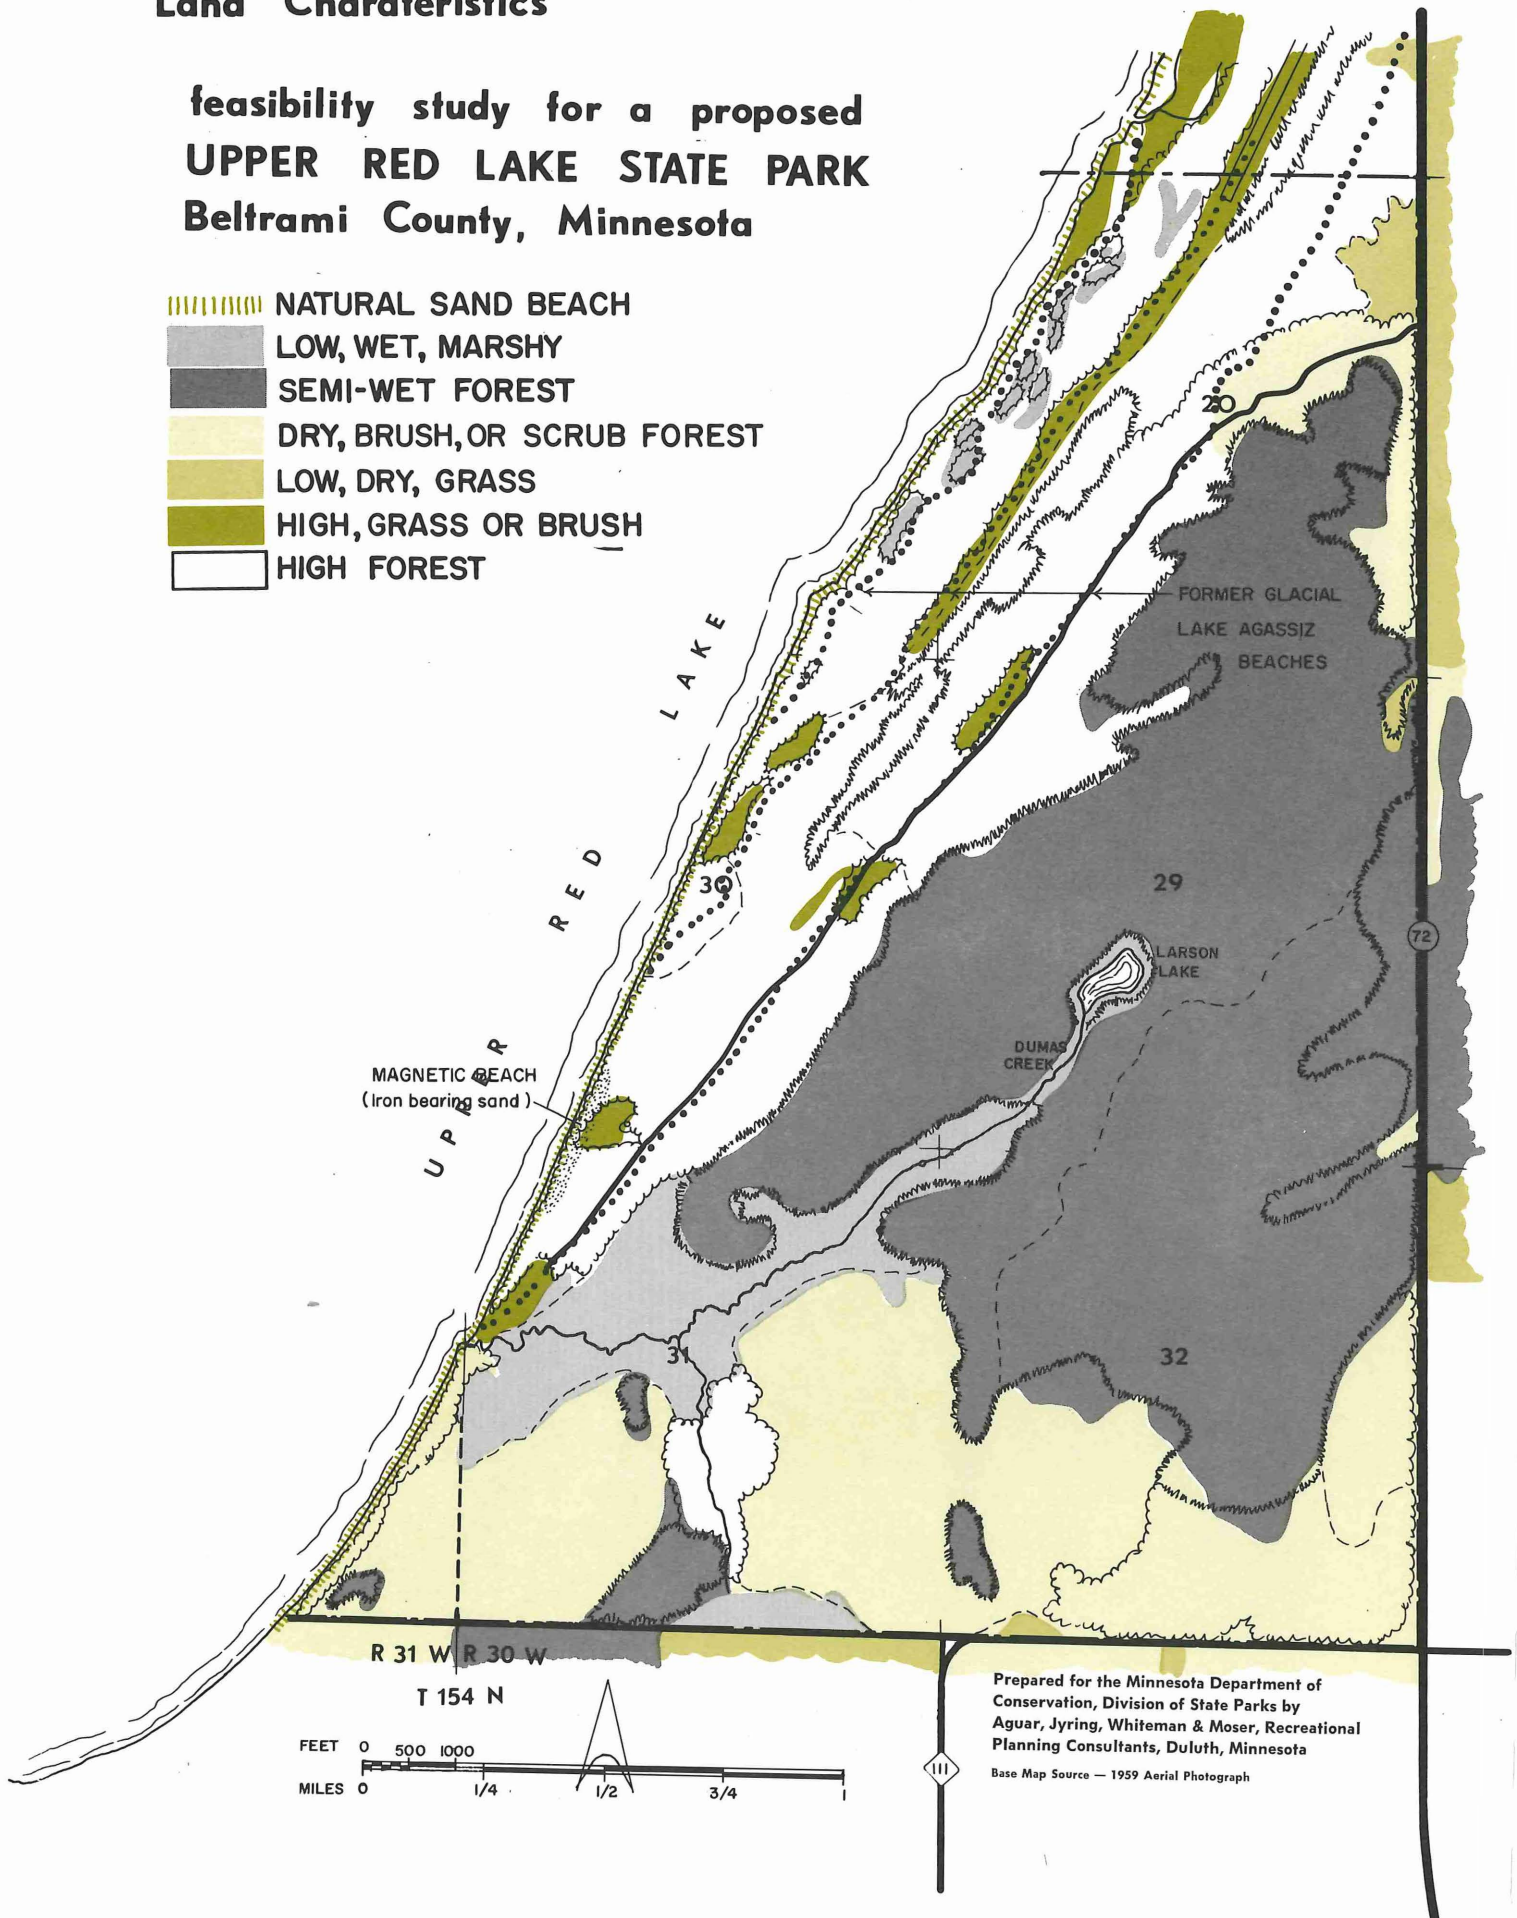 Land Charateristics
feasibility study for a proposed
UPPER RED LAKE STATE PARK
Beltrami County, Minnesota
NATURAL SAND BEACH
LOW, WET, MARSHY
SEMI-WET FOREST
DRY, BRUSH, OR SCRUB FOREST
LOW, DRY, GRASS
HIGH, GRASS OR BRUSH
HIGH FOREST
20
FORMER GLACIAL
LAKE AGASSIZ
BEACHES
UPPER RED LAKE
30
29
72
LARSON
LAKE
DUMAS
CREEK
MAGNETIC BEACH
(Iron bearing sand)
31
32
R 31 W R 30 W
T 154 N
FEET 0 500 1000
MILES 0 1/4 1/2 3/4 1
111
Prepared for the Minnesota Department of
Conservation, Division of State Parks by
Aguar, Jyring, Whiteman & Moser, Recreational
Planning Consultants, Duluth, Minnesota
Base Map Source — 1959 Aerial Photograph